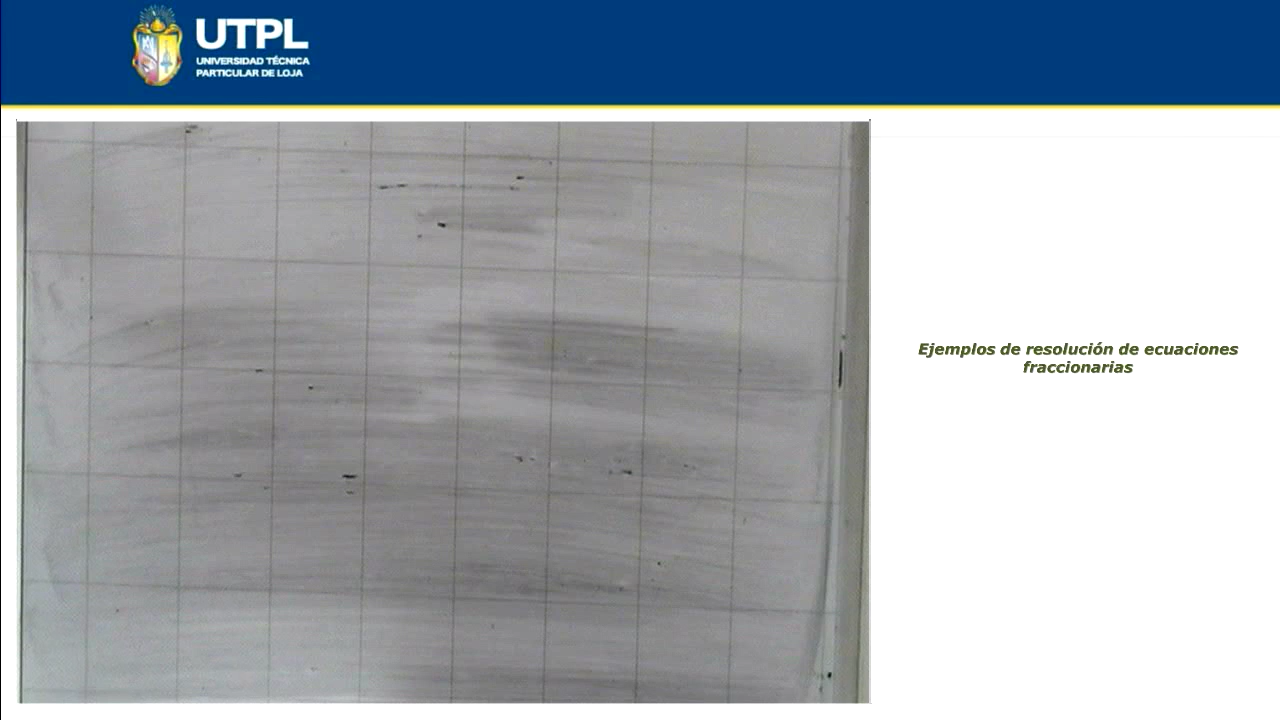 UTPL
UNIVERSIDAD TÉCNICA
PARTICULAR DE LOJA
Ejemplos de resolución de ecuaciones
fraccionarias